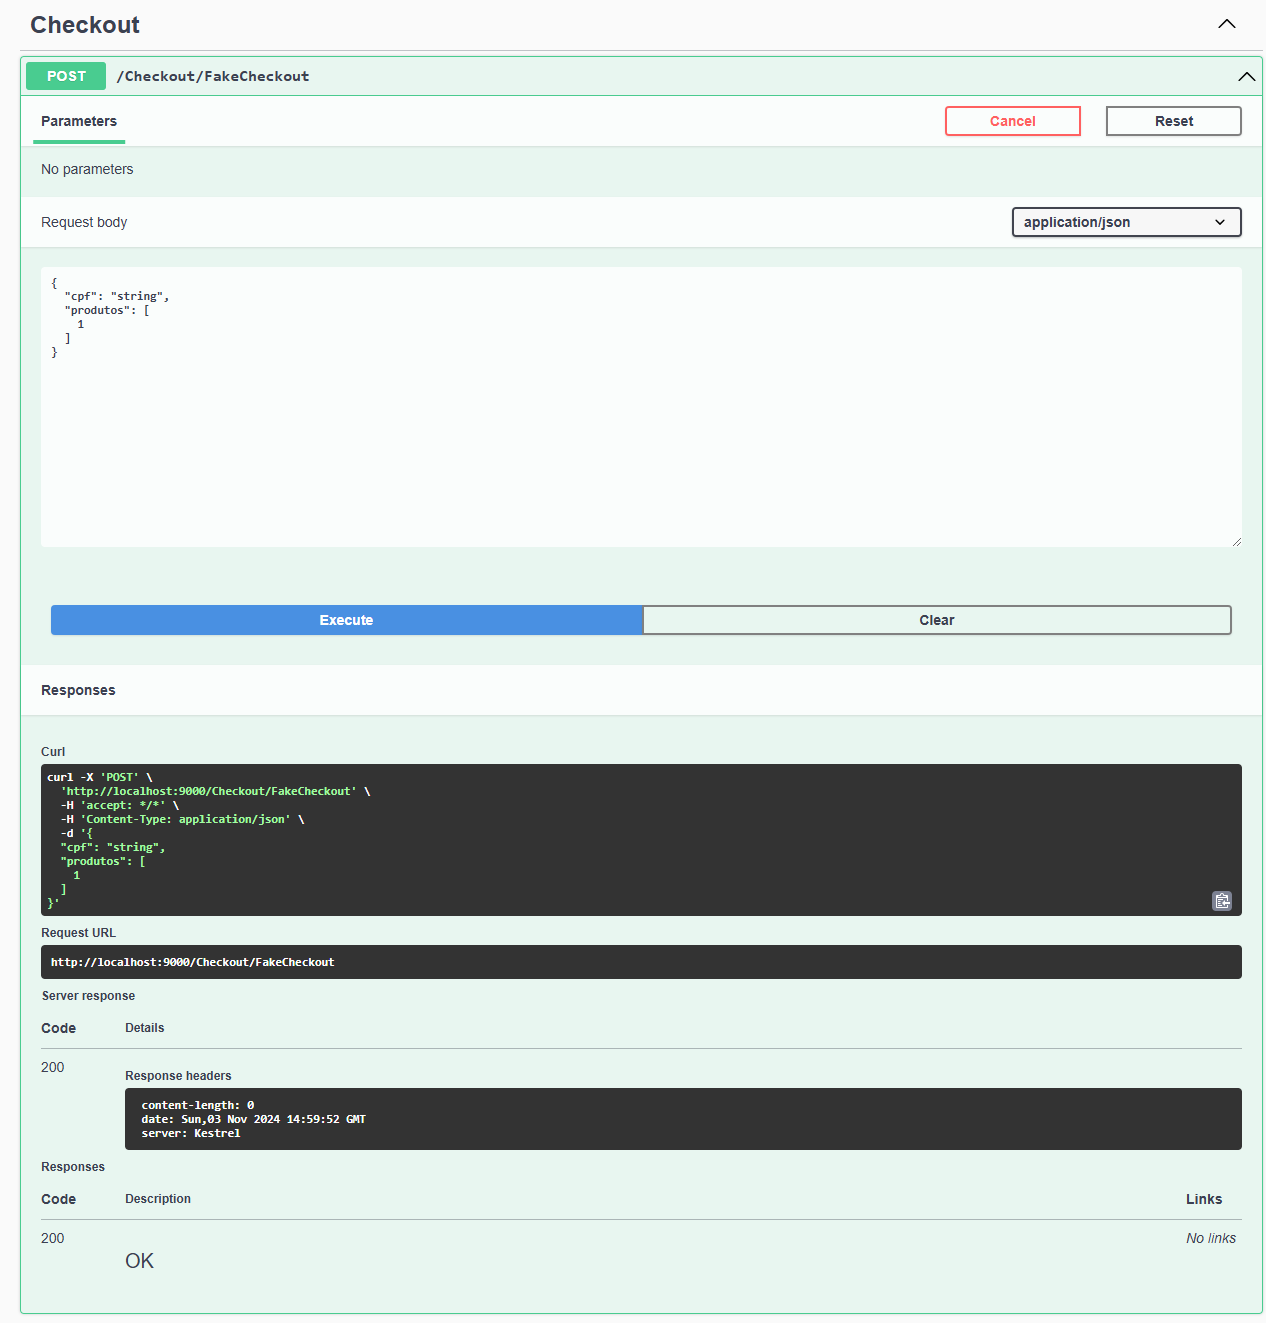 Checkout
POST /Checkout/FakeCheckout
Parameters
Cancel
Reset
No parameters
Request body
application/json
{
  "cpf": "string",
  "produtos": [
    1
  ]
}
Execute
Clear
Responses
Curl
curl -X 'POST' \
  'http://localhost:9000/Checkout/FakeCheckout' \
  -H 'accept: */*' \
  -H 'Content-Type: application/json' \
  -d '{
  "cpf": "string",
  "produtos": [
    1
  ]
}'
Request URL
http://localhost:9000/Checkout/FakeCheckout
Server response
Code Details
200
Response headers
content-length: 0
date: Sun,03 Nov 2024 14:59:52 GMT
server: Kestrel
Responses
Code Description Links
200 No links
OK